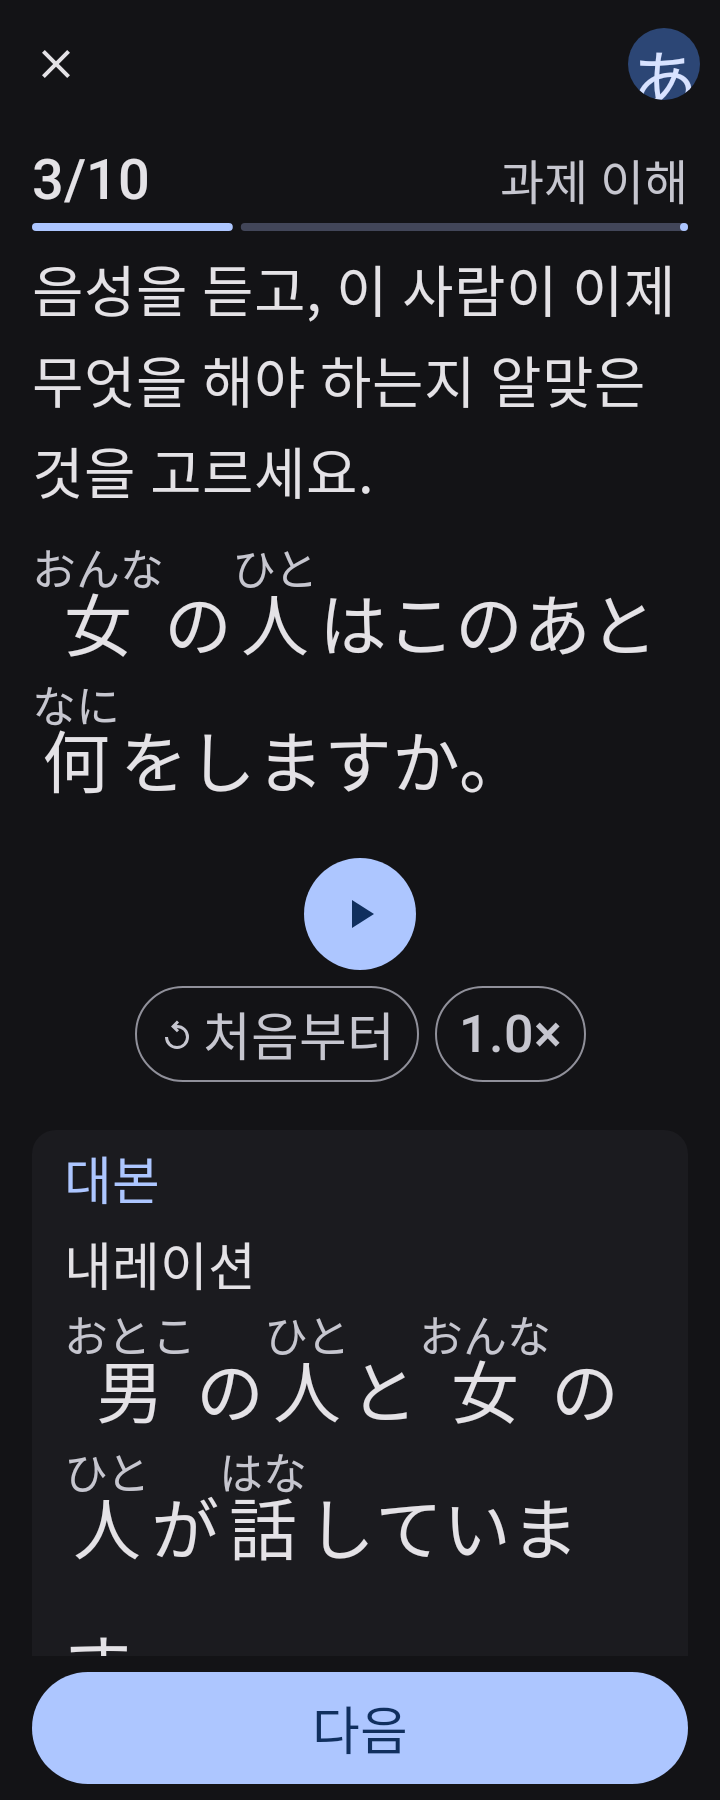 あ
3/10
과제 이해
음성을 듣고, 이 사람이 이제
무엇을 해야 하는지 알맞은
것을 고르세요.
おんな ひと
女の人はこのあと
なに
何をしますか。
처음부터
1.0×
대본
내레이션
おとこ ひと おんな
男の人と女の
ひと はな
人が話していま
す
다음